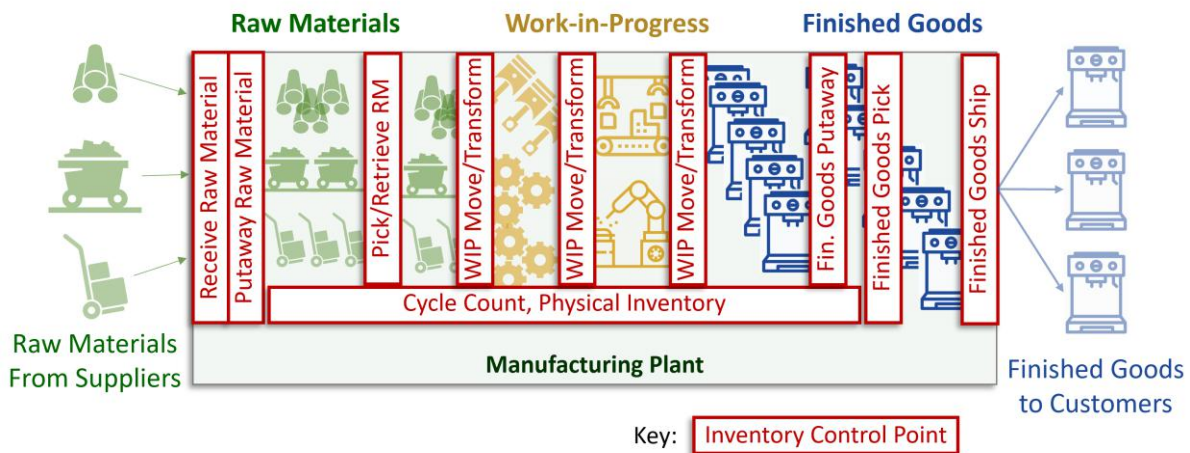 Raw Materials
Work-in-Progress
Finished Goods
Receive Raw Material
Putaway Raw Material
Pick/Retrieve RM
WIP Move/Transform
WIP Move/Transform
WIP Move/Transform
Fin. Goods Putaway
Finished Goods Pick
Finished Goods Ship
Cycle Count, Physical Inventory
Raw Materials
From Suppliers
Manufacturing Plant
Finished Goods
to Customers
Key: Inventory Control Point